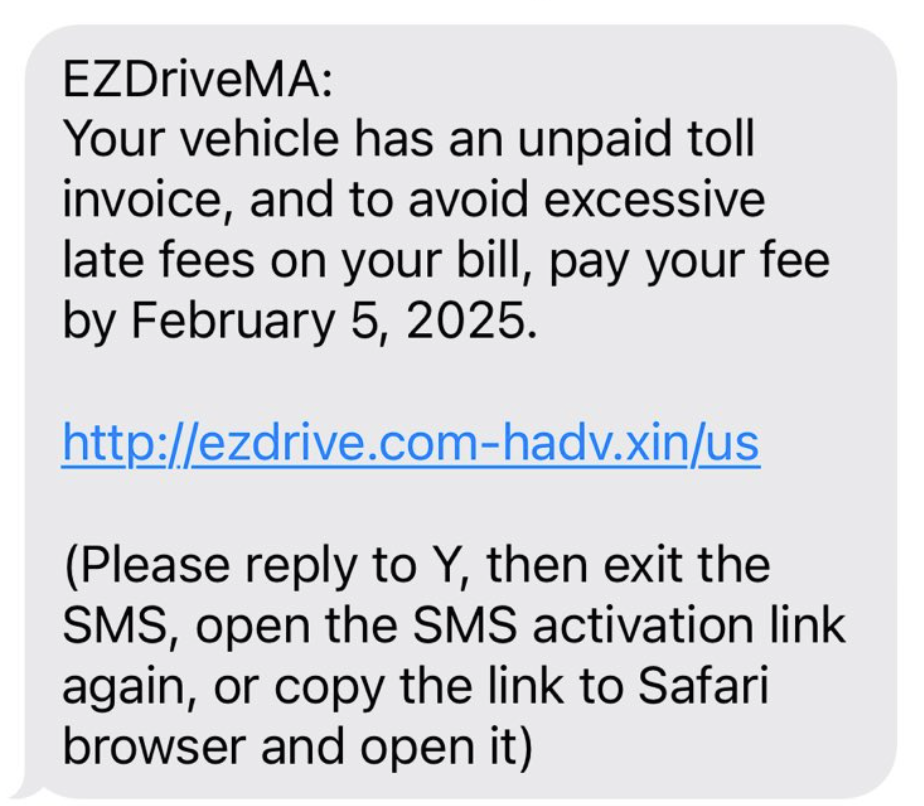 EZDriveMA:
Your vehicle has an unpaid toll
invoice, and to avoid excessive
late fees on your bill, pay your fee
by February 5, 2025.
http://ezdrive.com-hadv.xin/us
(Please reply to Y, then exit the
SMS, open the SMS activation link
again, or copy the link to Safari
browser and open it)